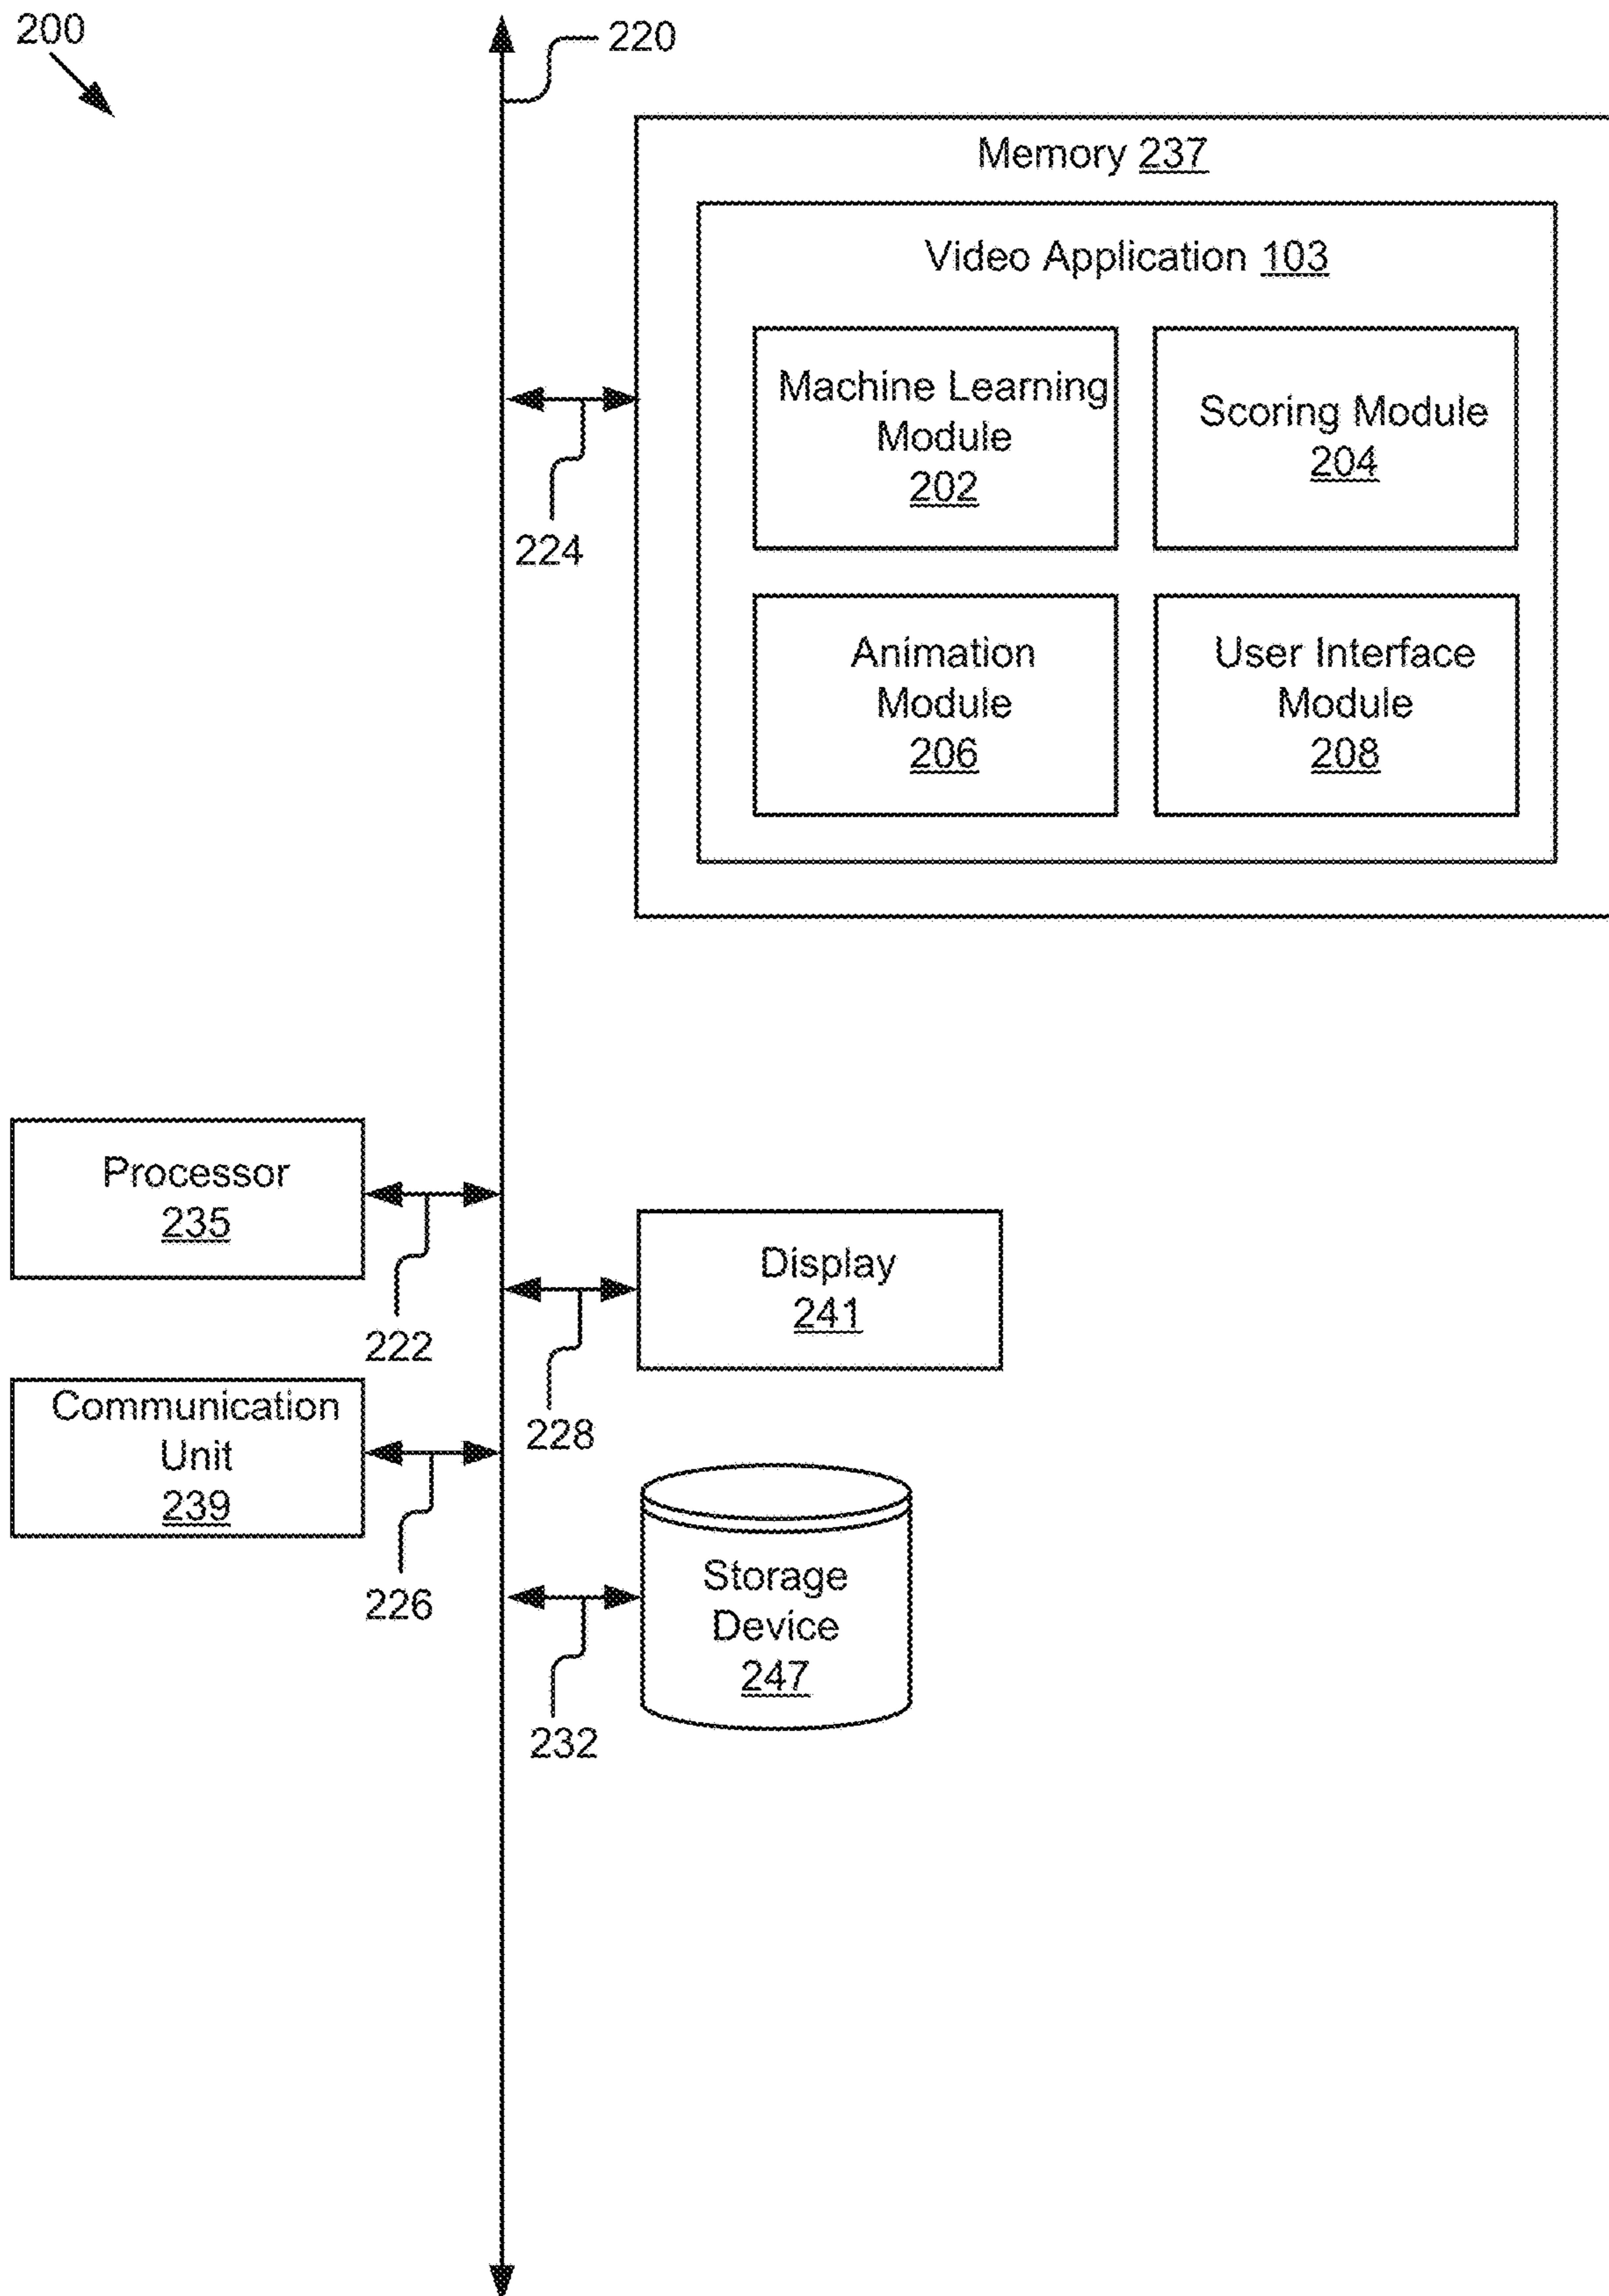 200
220
Memory 237
Video Application 103
Machine Learning
Module
202
Scoring Module
204
224
Animation
Module
206
User Interface
Module
208
Processor
235
222
Display
241
228
Communication
Unit
239
226
Storage
Device
247
232